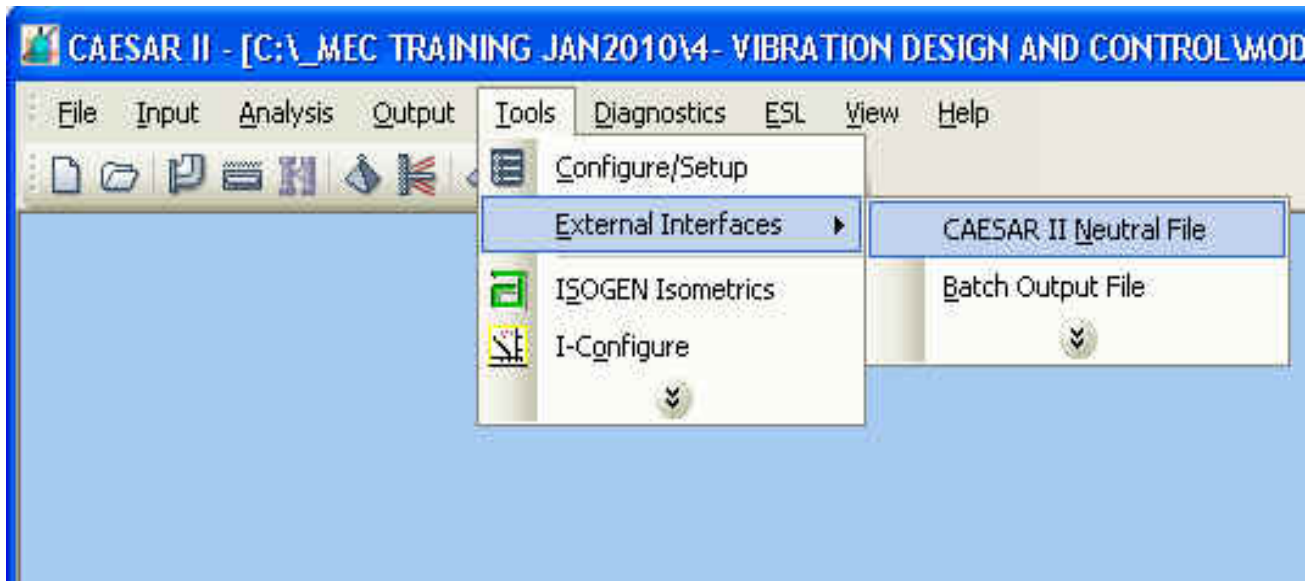 CAESAR II - [C:\_MEC TRAINING JAN2010\4- VIBRATION DESIGN AND CONTROL\MOD
File Input Analysis Output Tools Diagnostics ESL View Help
Configure/Setup
External Interfaces
CAESAR II Neutral File
ISOGEN Isometrics
Batch Output File
I-Configure